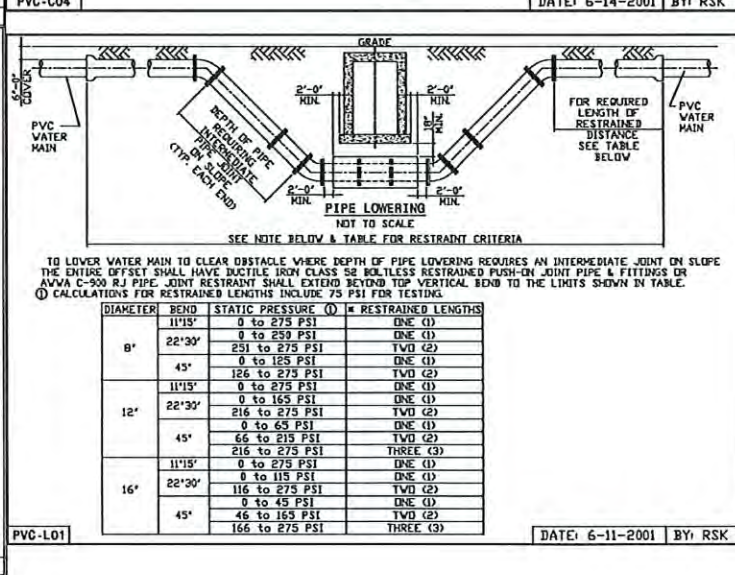 PVC-C04
DATE: 6-14-2001 BY: RSK
GRADE
6'-0" COVER
2'-0" MIN.
2'-0" MIN.
18" MIN.
PVC WATER MAIN
DEPTH OF PIPE REQUIRING INTERMEDIATE PIPE JOINT ON SLOPE (TYP. EACH END)
FOR REQUIRED LENGTH OF RESTRAINED DISTANCE SEE TABLE BELOW
PVC WATER MAIN
2'-0" MIN.
2'-0" MIN.
PIPE LOWERING
NOT TO SCALE
SEE NOTE BELOW & TABLE FOR RESTRAINT CRITERIA
TO LOWER WATER MAIN TO CLEAR OBSTACLE WHERE DEPTH OF PIPE LOWERING REQUIRES AN INTERMEDIATE JOINT ON SLOPE
THE ENTIRE OFFSET SHALL HAVE DUCTILE IRON CLASS 52 BOLTLESS RESTRAINED PUSH-ON JOINT PIPE & FITTINGS OR
AWWA C-900 RJ PIPE. JOINT RESTRAINT SHALL EXTEND BEYOND TOP VERTICAL BEND TO THE LIMITS SHOWN IN TABLE.
① CALCULATIONS FOR RESTRAINED LENGTHS INCLUDE 75 PSI FOR TESTING.
DIAMETER BEND STATIC PRESSURE ① * RESTRAINED LENGTHS
8" 11°15' 0 to 275 PSI ONE (1)
22°30' 0 to 250 PSI ONE (1)
251 to 275 PSI TWO (2)
45° 0 to 125 PSI ONE (1)
126 to 275 PSI TWO (2)
12" 11°15' 0 to 275 PSI ONE (1)
22°30' 0 to 165 PSI ONE (1)
216 to 275 PSI TWO (2)
45° 0 to 65 PSI ONE (1)
66 to 215 PSI TWO (2)
216 to 275 PSI THREE (3)
16" 11°15' 0 to 275 PSI ONE (1)
22°30' 0 to 115 PSI ONE (1)
116 to 275 PSI TWO (2)
45° 0 to 45 PSI ONE (1)
46 to 165 PSI TWO (2)
166 to 275 PSI THREE (3)
PVC-L01
DATE: 6-11-2001 BY: RSK